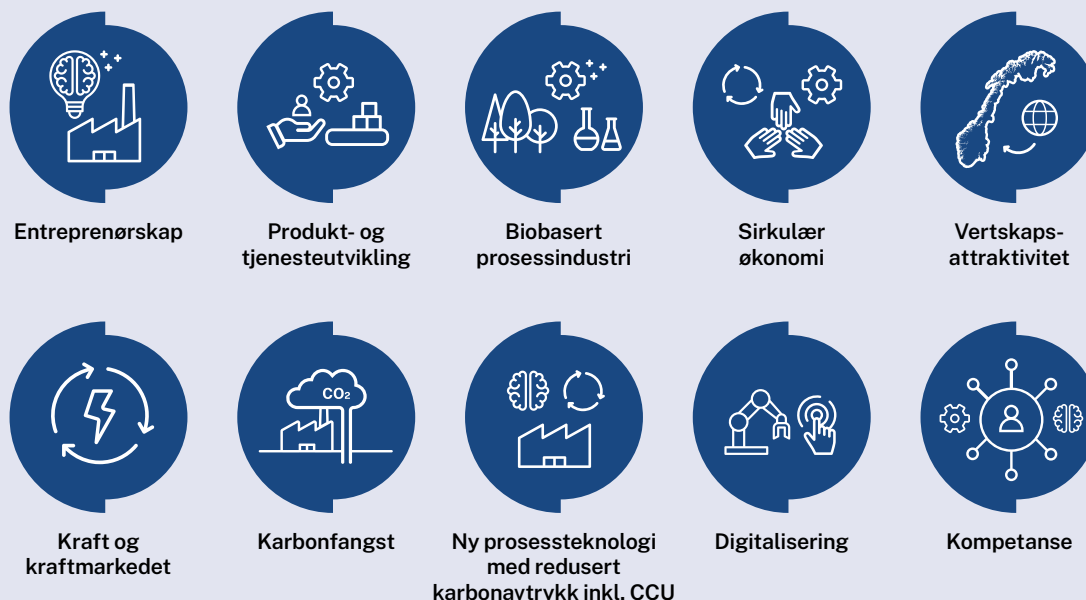 Entreprenørskap
Produkt- og
tjenesteutvikling
Biobasert
prosessindustri
Sirkulær
økonomi
Vertskaps-
attraktivitet
Kraft og
kraftmarkedet
CO₂
Karbonfangst
Ny prosessteknologi
med redusert
karbonavtrykk inkl. CCU
Digitalisering
Kompetanse